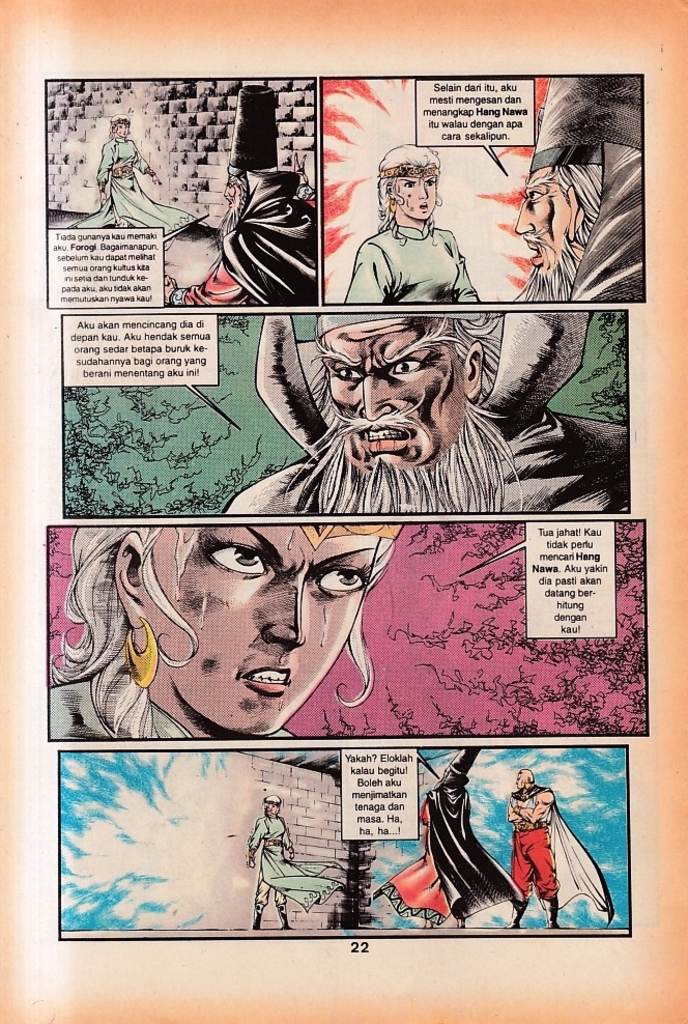 Tiada gunanya kau memaki
aku, Forogi. Bagaimanapun,
sebelum kau dapat melihat
semua orang kultus kita
ini setia dan tunduk ke-
pada aku, aku tidak akan
memutuskan nyawa kau!
Selain dari itu, aku
mesti mengesan dan
menangkap Hang Nawa
itu walau dengan apa
cara sekalipun.
Aku akan mencincang dia di
depan kau. Aku hendak semua
orang sedar betapa buruk ke-
sudahannya bagi orang yang
berani menentang aku ini!
Tua jahat! Kau
tidak perlu
mencari Hang
Nawa. Aku yakin
dia pasti akan
datang ber-
hitung
dengan
kau!
Yakah? Eloklah
kalau begitu!
Boleh aku
menjimatkan
tenaga dan
masa. Ha,
ha, ha...!
22